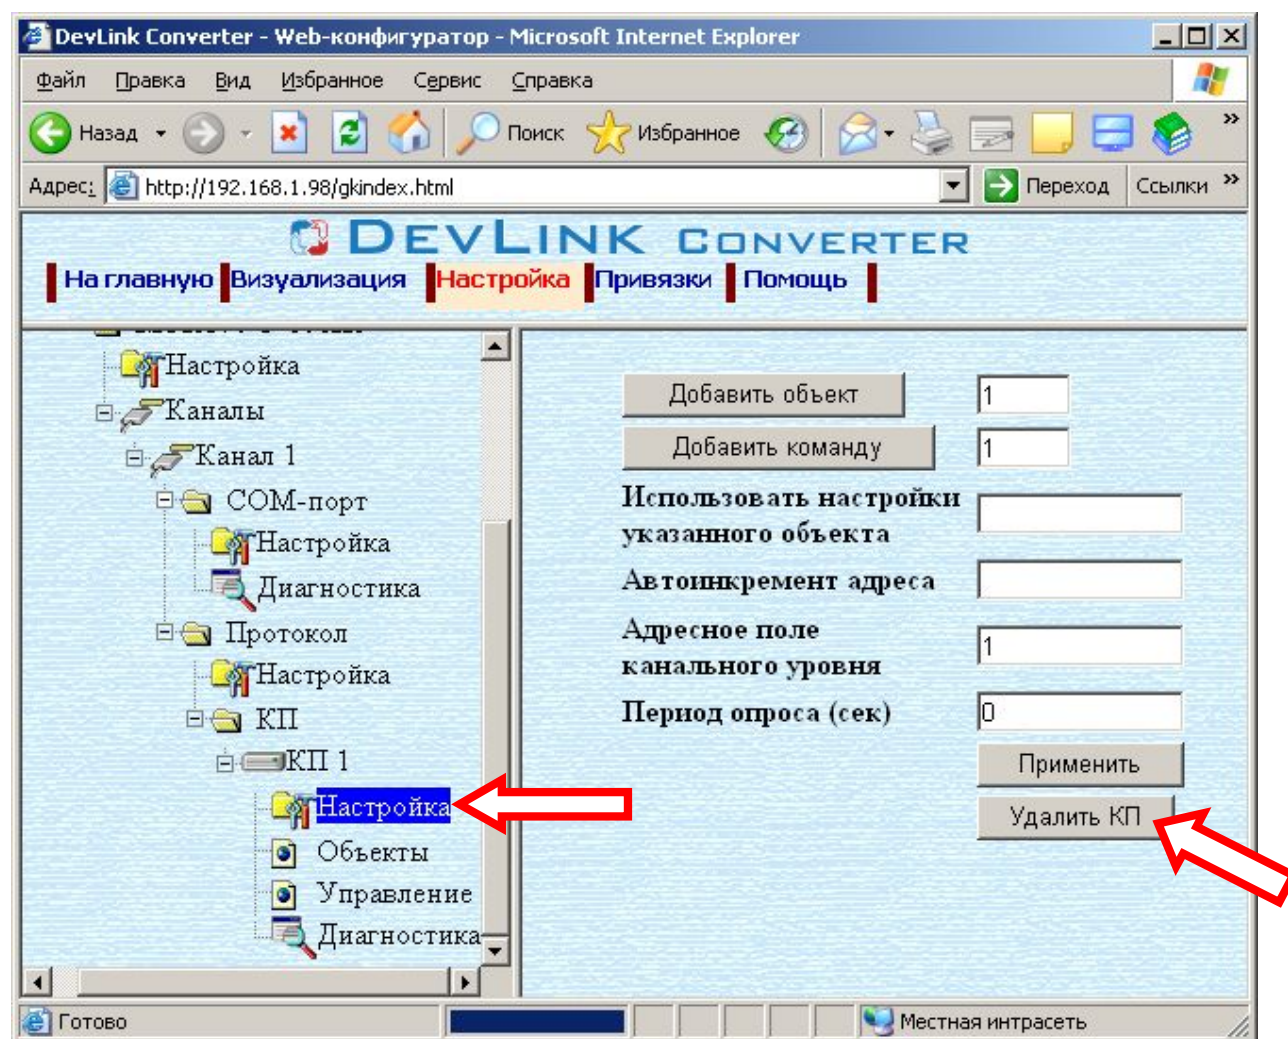 DevLink Converter - Web-конфигуратор - Microsoft Internet Explorer
Файл Правка Вид Избранное Сервис Справка
Назад Поиск Избранное »
Адрес: http://192.168.1.98/gkindex.html Переход Ссылки »
DEVLINK CONVERTER
На главную Визуализация Настройка Привязки Помощь
Настройка
Каналы
Канал 1
COM-порт
Настройка
Диагностика
Протокол
Настройка
КП
КП 1
Настройка
Объекты
Управление
Диагностика
Добавить объект 1
Добавить команду 1
Использовать настройки
указанного объекта
Автоинкремент адреса
Адресное поле
канального уровня 1
Период опроса (сек) 0
Применить
Удалить КП
Готово Местная интрасеть